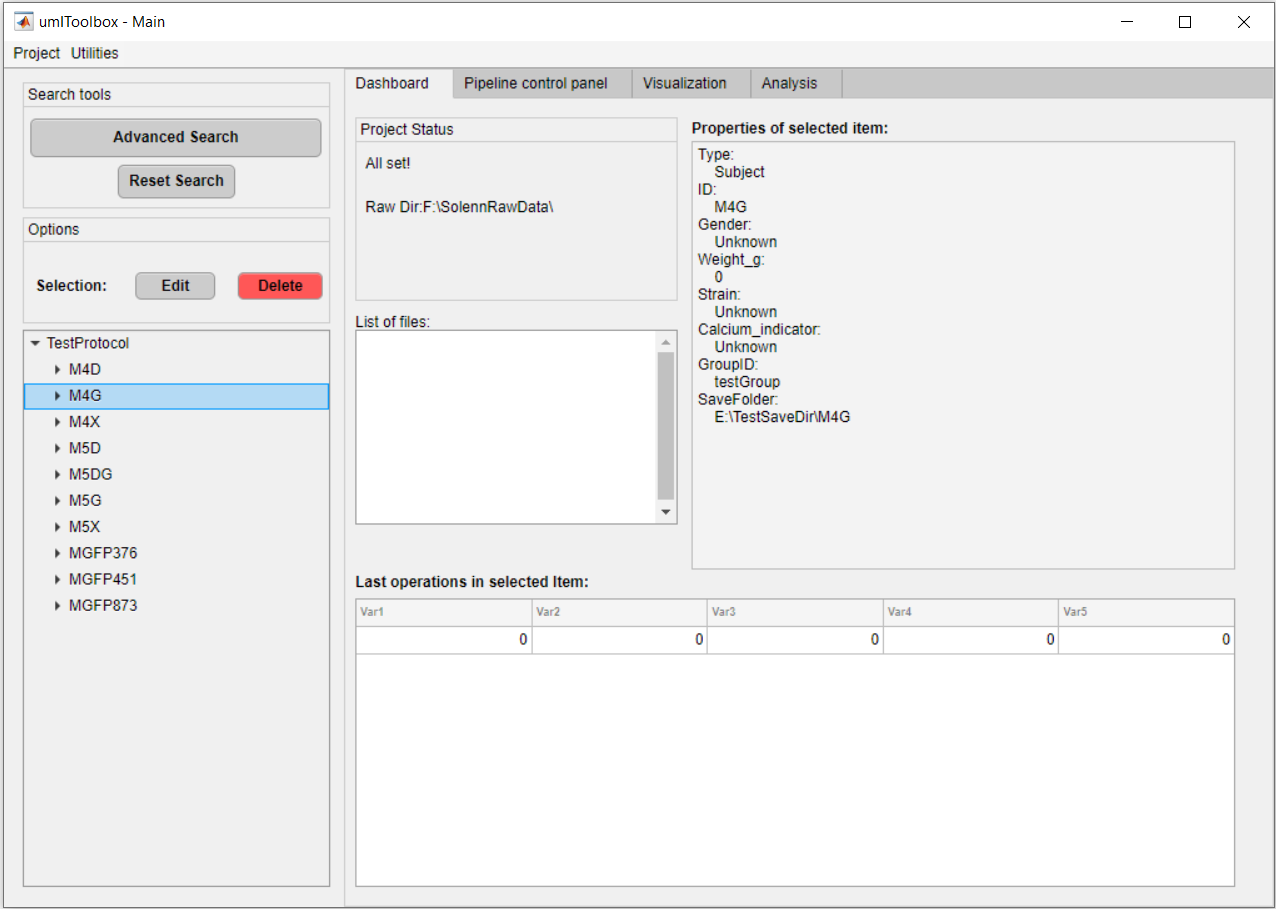 umIToolbox - Main
Project Utilities
Search tools
Advanced Search
Reset Search
Options
Selection: Edit Delete
TestProtocol
M4D
M4G
M4X
M5D
M5DG
M5G
M5X
MGFP376
MGFP451
MGFP873
Dashboard Pipeline control panel Visualization Analysis
Project Status
All set!
Raw Dir:F:\SolennRawData\
List of files:
Properties of selected item:
Type:
Subject
ID:
M4G
Gender:
Unknown
Weight_g:
0
Strain:
Unknown
Calcium_indicator:
Unknown
GroupID:
testGroup
SaveFolder:
E:\TestSaveDir\M4G
Last operations in selected Item:
Var1 Var2 Var3 Var4 Var5
0 0 0 0 0